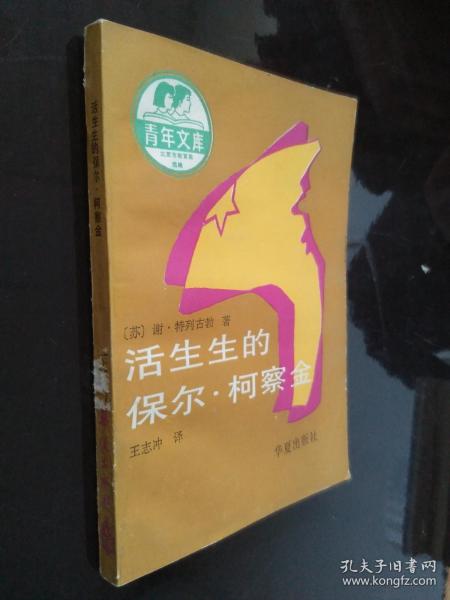 活生生的保尔·柯察金
青年文库
〔苏〕谢·特列古勃 著
活生生的
保尔·柯察金
王志冲 译
华夏出版社
孔夫子旧书网
www.kongfz.com